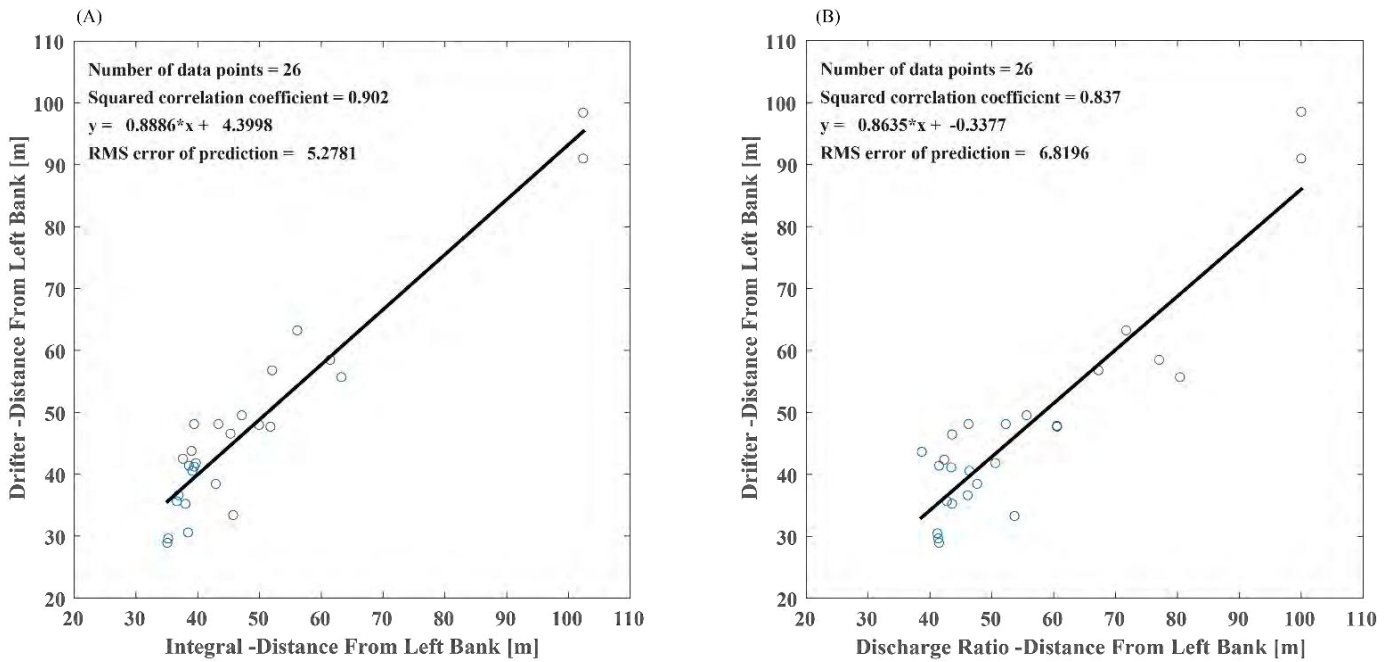 (A)
110
100
90
80
70
60
50
40
30
20
Drifter -Distance From Left Bank [m]
Number of data points = 26
Squared correlation coefficient = 0.902
y = 0.8886*x + 4.3998
RMS error of prediction = 5.2781
20 30 40 50 60 70 80 90 100 110
Integral -Distance From Left Bank [m]
(B)
110
100
90
80
70
60
50
40
30
20
Drifter -Distance From Left Bank [m]
Number of data points = 26
Squared correlation coefficient = 0.837
y = 0.8635*x + -0.3377
RMS error of prediction = 6.8196
20 30 40 50 60 70 80 90 100 110
Discharge Ratio -Distance From Left Bank [m]